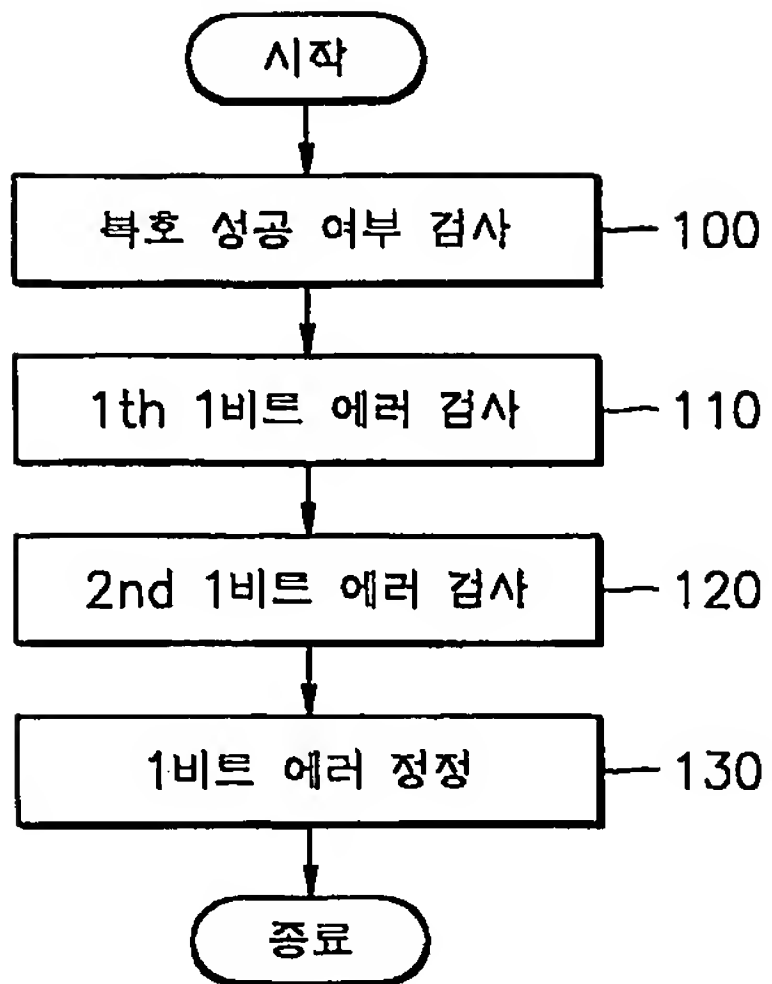 시작
복호 성공 여부 검사
100
1th 1비트 에러 검사
110
2nd 1비트 에러 검사
120
1비트 에러 정정
130
종료